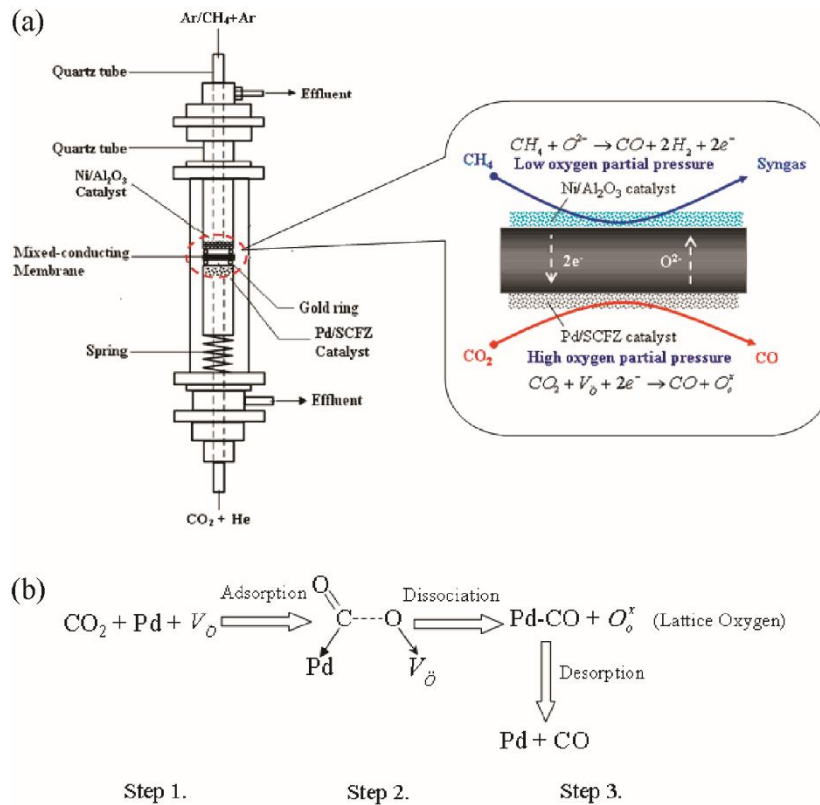 (a)
Ar/CH₄+Ar
Quartz tube
Effluent
Quartz tube
Ni/Al₂O₃
Catalyst
Mixed-conducting
Membrane
Gold ring
Pd/SCFZ
Catalyst
Spring
Effluent
CO₂ + He
CH₄ + O²⁻ → CO + 2H₂ + 2e⁻
Low oxygen partial pressure
CH₄
Syngas
Ni/Al₂O₃ catalyst
2e⁻
O²⁻
Pd/SCFZ catalyst
CO₂
High oxygen partial pressure
CO
CO₂ + V_Ö + 2e⁻ → CO + Oₒˣ
(b)
CO₂ + Pd + V_Ö
Adsorption
O
C----O
Pd
V_Ö
Dissociation
Pd-CO + Oₒˣ (Lattice Oxygen)
Desorption
Pd + CO
Step 1.
Step 2.
Step 3.